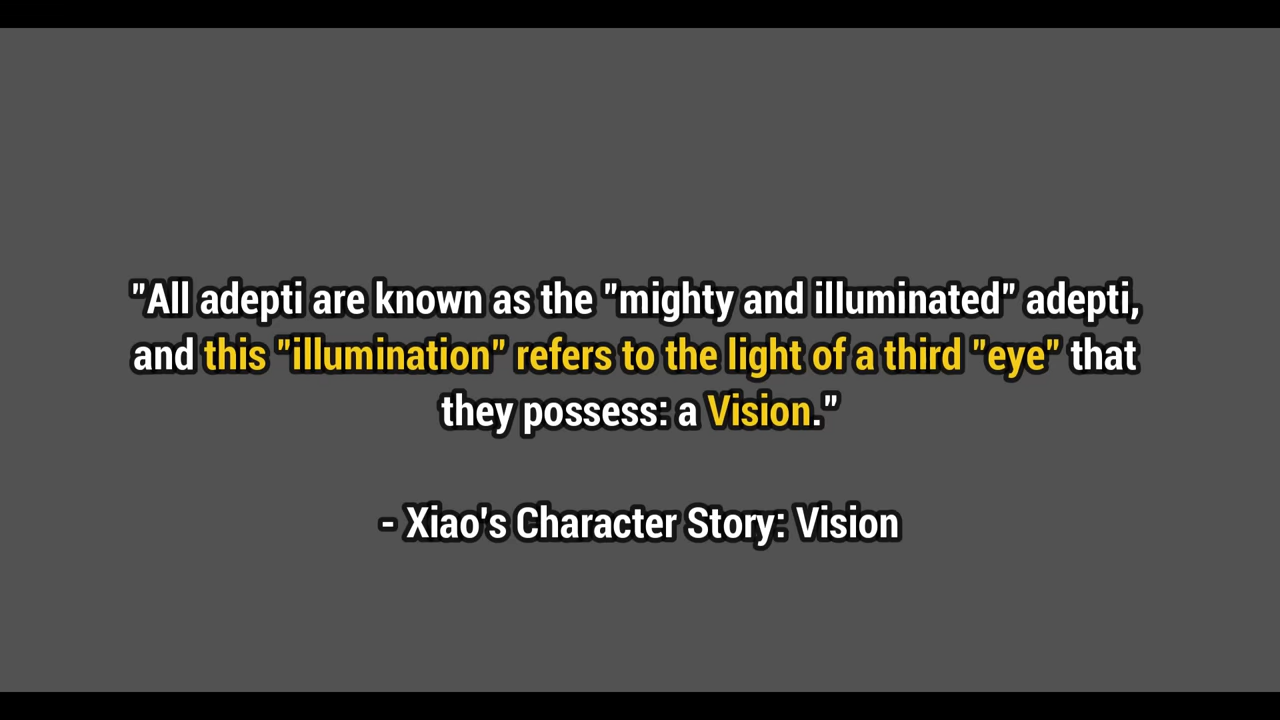 "All adepti are known as the "mighty and illuminated" adepti,
and this "illumination" refers to the light of a third "eye" that
they possess: a Vision."
- Xiao's Character Story: Vision